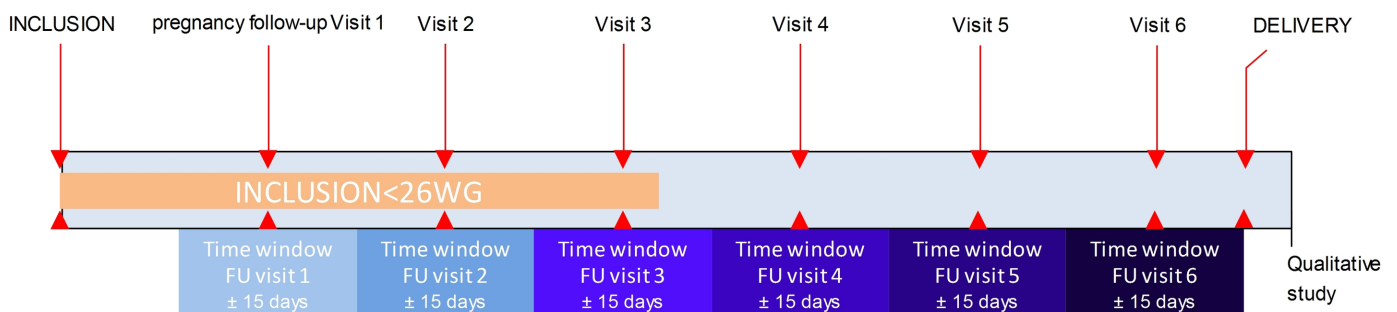 INCLUSION pregnancy follow-up Visit 1 Visit 2 Visit 3 Visit 4 Visit 5 Visit 6 DELIVERY
INCLUSION<26WG
Time window
FU visit 1
± 15 days
Time window
FU visit 2
± 15 days
Time window
FU visit 3
± 15 days
Time window
FU visit 4
± 15 days
Time window
FU visit 5
± 15 days
Time window
FU visit 6
± 15 days
Qualitative
study